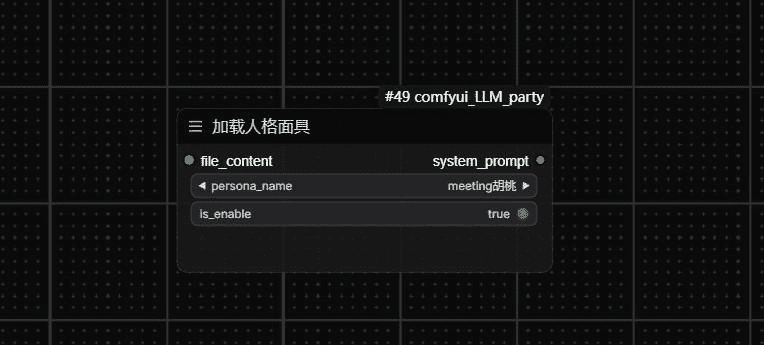 #49 comfyui_LLM_party
加载人格面具
file_content system_prompt
persona_name meeting胡桃
is_enable true